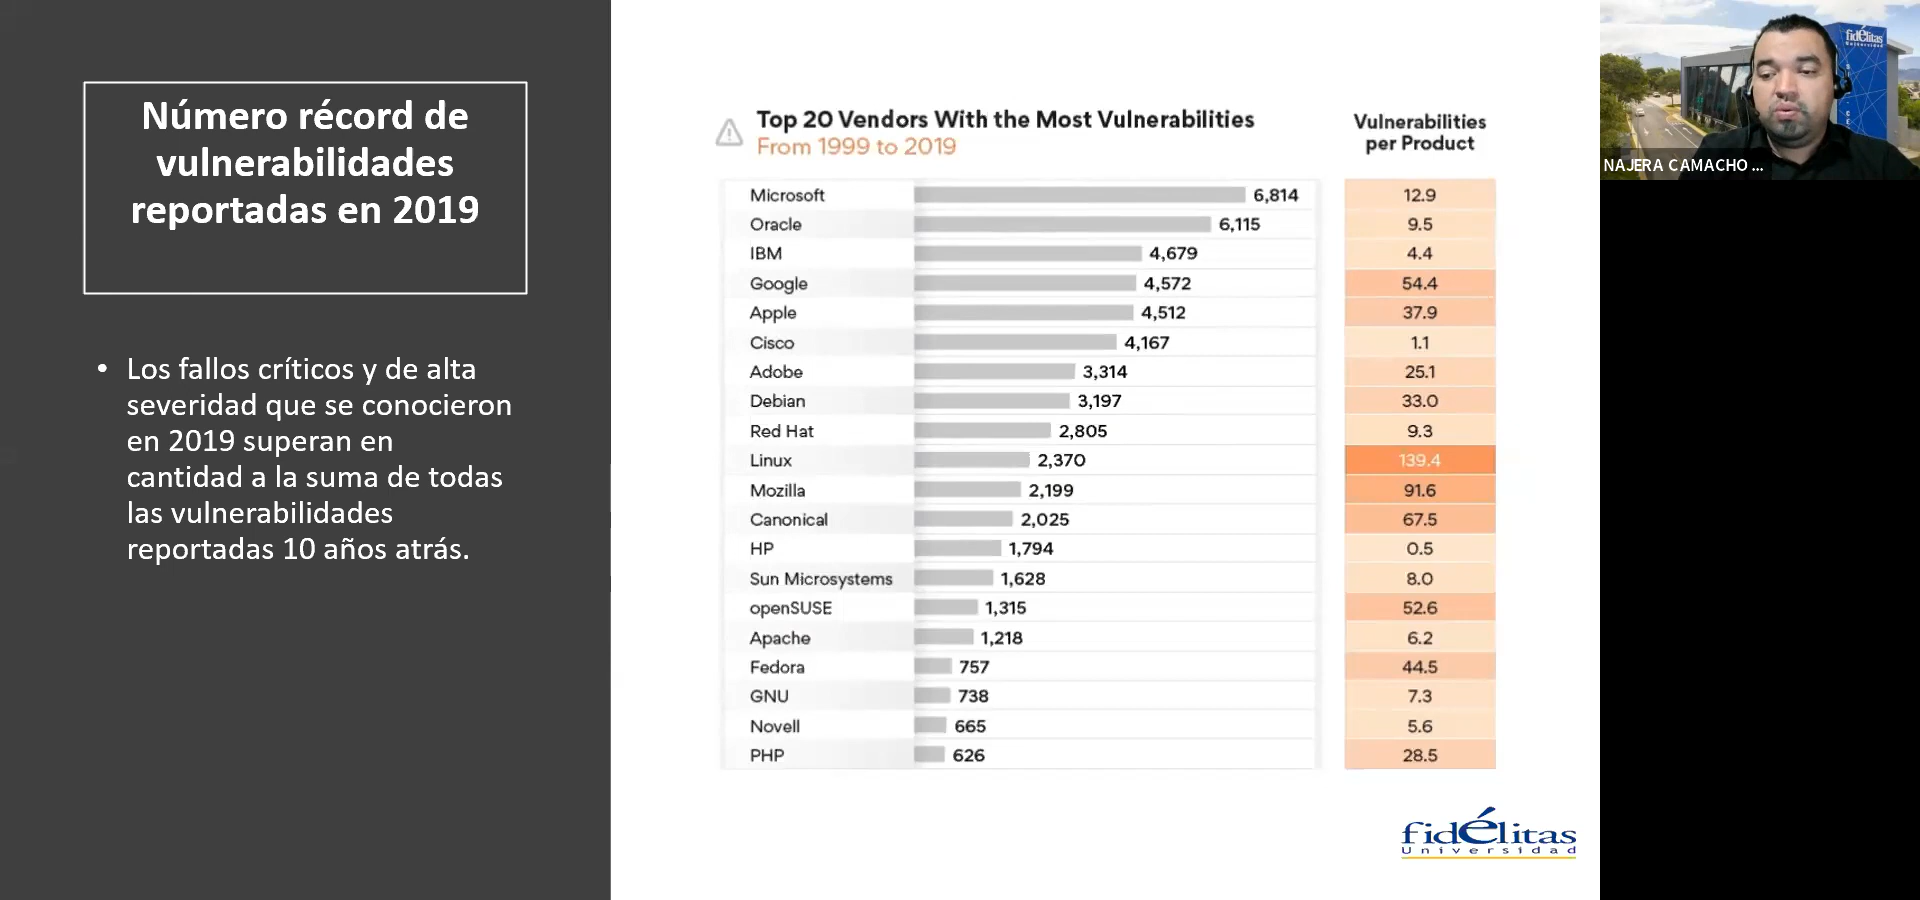 Número récord de
vulnerabilidades
reportadas en 2019
• Los fallos críticos y de alta
severidad que se conocieron
en 2019 superan en
cantidad a la suma de todas
las vulnerabilidades
reportadas 10 años atrás.
Top 20 Vendors With the Most Vulnerabilities
From 1999 to 2019
Vulnerabilities
per Product
Microsoft 6,814 12.9
Oracle 6,115 9.5
IBM 4,679 4.4
Google 4,572 54.4
Apple 4,512 37.9
Cisco 4,167 1.1
Adobe 3,314 25.1
Debian 3,197 33.0
Red Hat 2,805 9.3
Linux 2,370 139.4
Mozilla 2,199 91.6
Canonical 2,025 67.5
HP 1,794 0.5
Sun Microsystems 1,628 8.0
openSUSE 1,315 52.6
Apache 1,218 6.2
Fedora 757 44.5
GNU 738 7.3
Novell 665 5.6
PHP 626 28.5
fidélitas
Universidad
fidélitas
Universidad
NAJERA CAMACHO ...